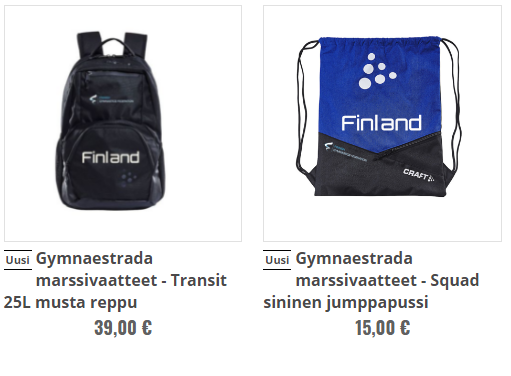 Finland
Finland
CRAFT
Uusi Gymnaestrada
marssivaatteet - Transit
25L musta reppu
39,00 €
Uusi Gymnaestrada
marssivaatteet - Squad
sininen jumppapussi
15,00 €